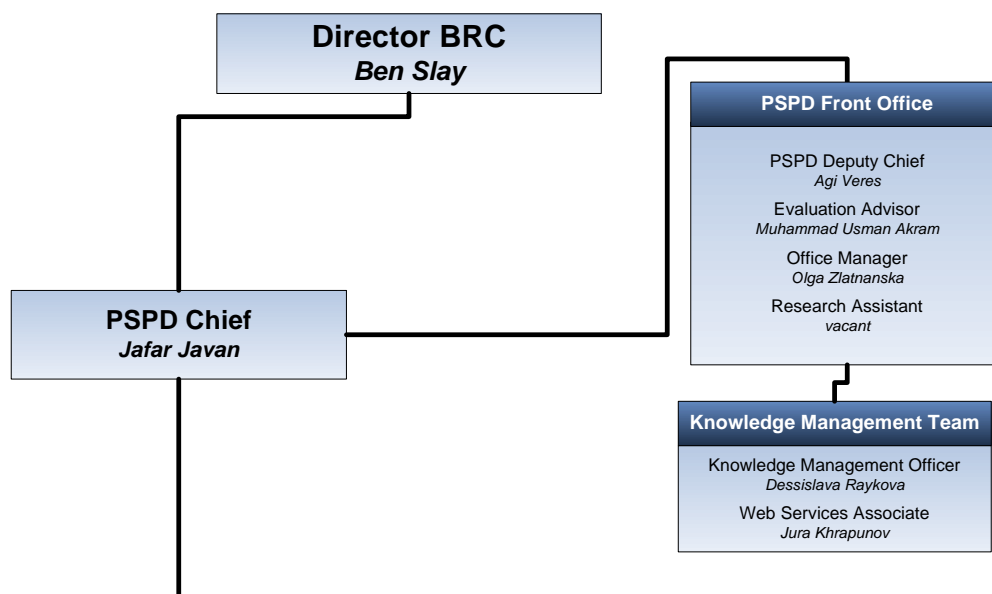 Director BRC
Ben Slay
PSPD Chief
Jafar Javan
PSPD Front Office
PSPD Deputy Chief
Agi Veres
Evaluation Advisor
Muhammad Usman Akram
Office Manager
Olga Zlatnanska
Research Assistant
vacant
Knowledge Management Team
Knowledge Management Officer
Dessislava Raykova
Web Services Associate
Jura Khrapunov